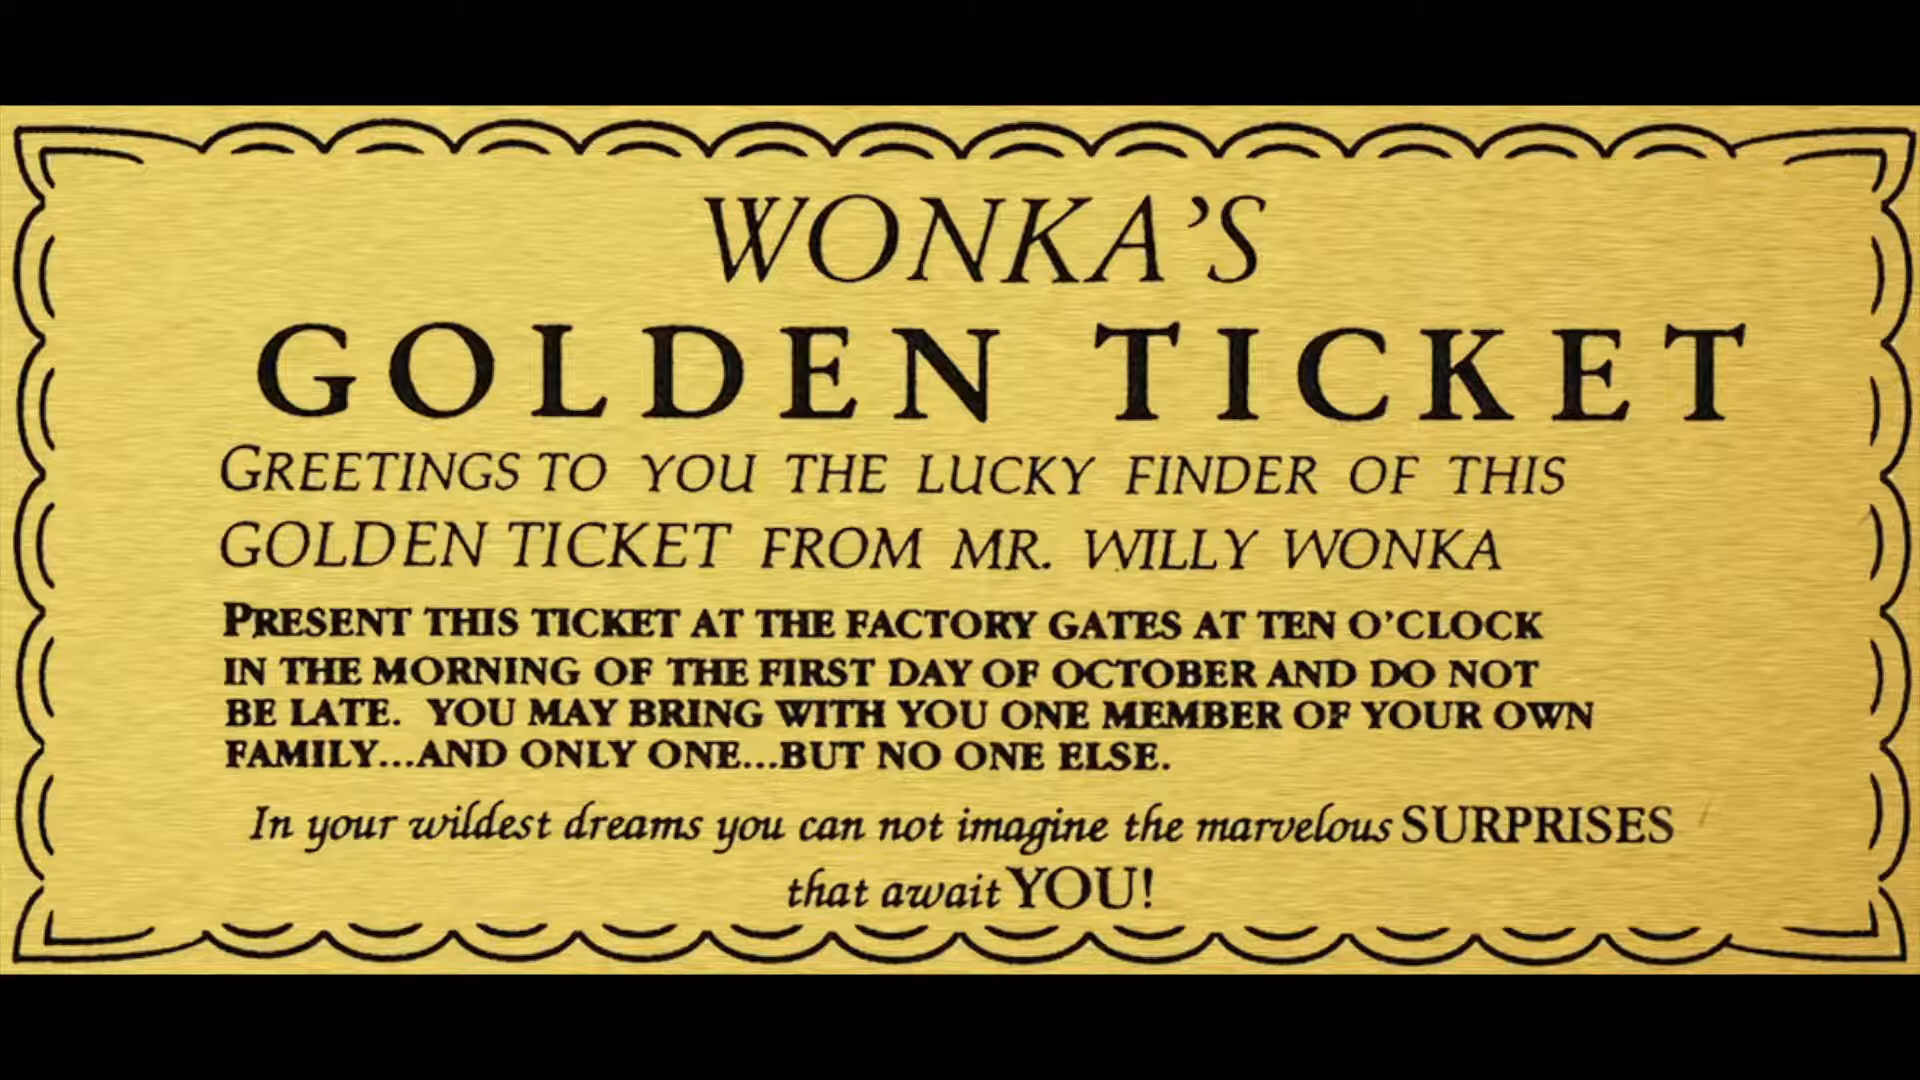 WONKA'S
GOLDEN TICKET
GREETINGS TO YOU THE LUCKY FINDER OF THIS
GOLDEN TICKET FROM MR. WILLY WONKA
PRESENT THIS TICKET AT THE FACTORY GATES AT TEN O'CLOCK
IN THE MORNING OF THE FIRST DAY OF OCTOBER AND DO NOT
BE LATE. YOU MAY BRING WITH YOU ONE MEMBER OF YOUR OWN
FAMILY...AND ONLY ONE...BUT NO ONE ELSE.
In your wildest dreams you can not imagine the marvelous SURPRISES
that await YOU!